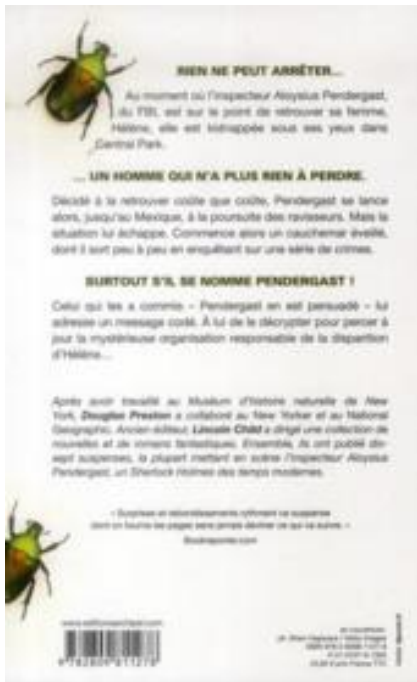 RIEN NE PEUT ARRÊTER...
Au moment où l'inspecteur Aloysius Pendergast,
du FBI, est sur le point de retrouver sa femme,
Hélène, elle est kidnappée sous ses yeux dans
Central Park.
... UN HOMME QUI N'A PLUS RIEN À PERDRE.
Décidé à la retrouver coûte que coûte, Pendergast se lance
alors, jusqu'au Mexique, à la poursuite des ravisseurs. Mais la
situation lui échappe. Commence alors un cauchemar éveillé,
dont il sort peu à peu en enquêtant sur une série de crimes.
SURTOUT S'IL SE NOMME PENDERGAST !
Celui qui les a commis – Pendergast en est persuadé – lui
adresse un message codé. À lui de le décrypter pour percer à
jour la mystérieuse organisation responsable de la disparition
d'Hélène...
Après avoir travaillé au Muséum d'histoire naturelle de New
York, Douglas Preston a collaboré au New Yorker et au National
Geographic. Ancien éditeur, Lincoln Child a dirigé une collection de
nouvelles et de romans fantastiques. Ensemble, ils ont publié dix-
sept suspenses, la plupart mettant en scène l'inspecteur Aloysius
Pendergast, un Sherlock Holmes des temps modernes.
« Surprises et rebondissements rythment ce suspense
dont on tourne les pages sans jamais deviner ce qui va suivre. »
Bookreporter.com
www.editionsarchipel.com
9 782809 811278